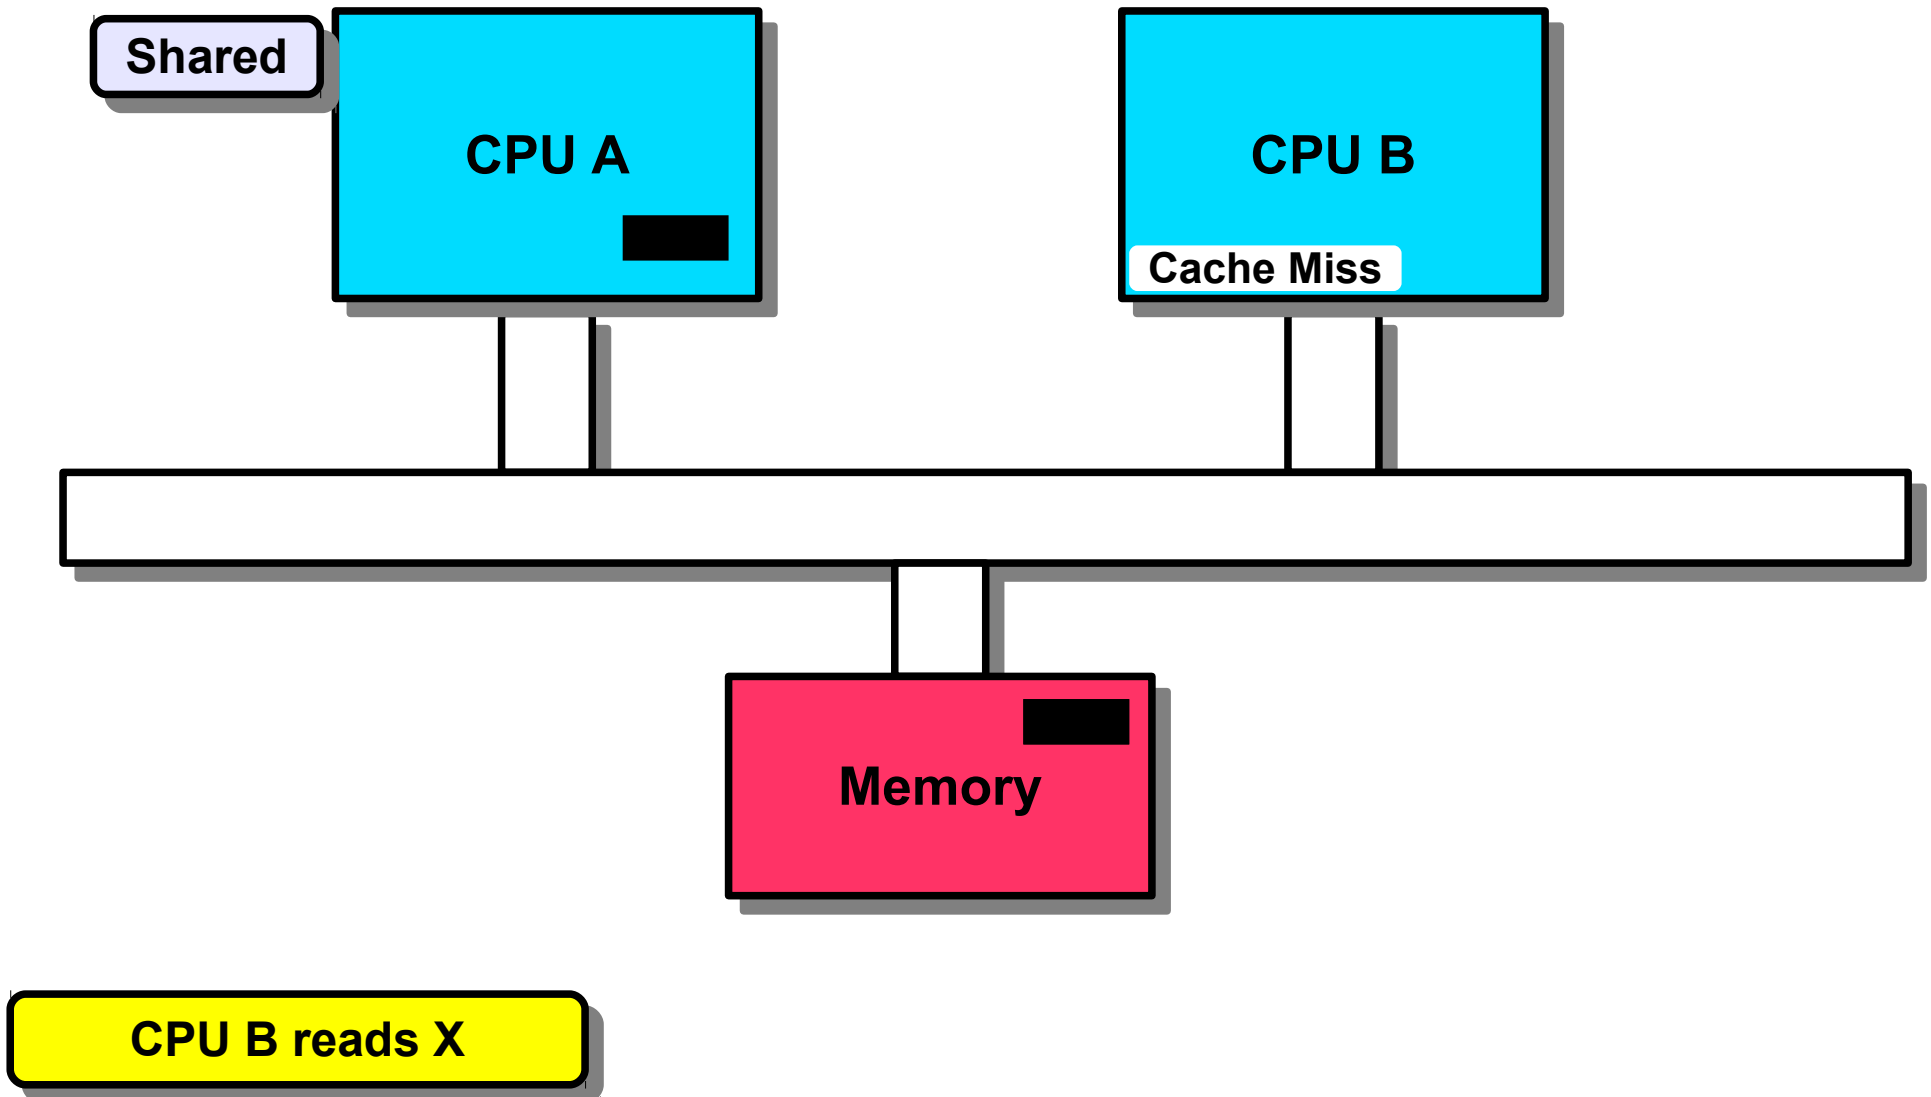 Shared
CPU A
CPU B
Cache Miss
Memory
CPU B reads X